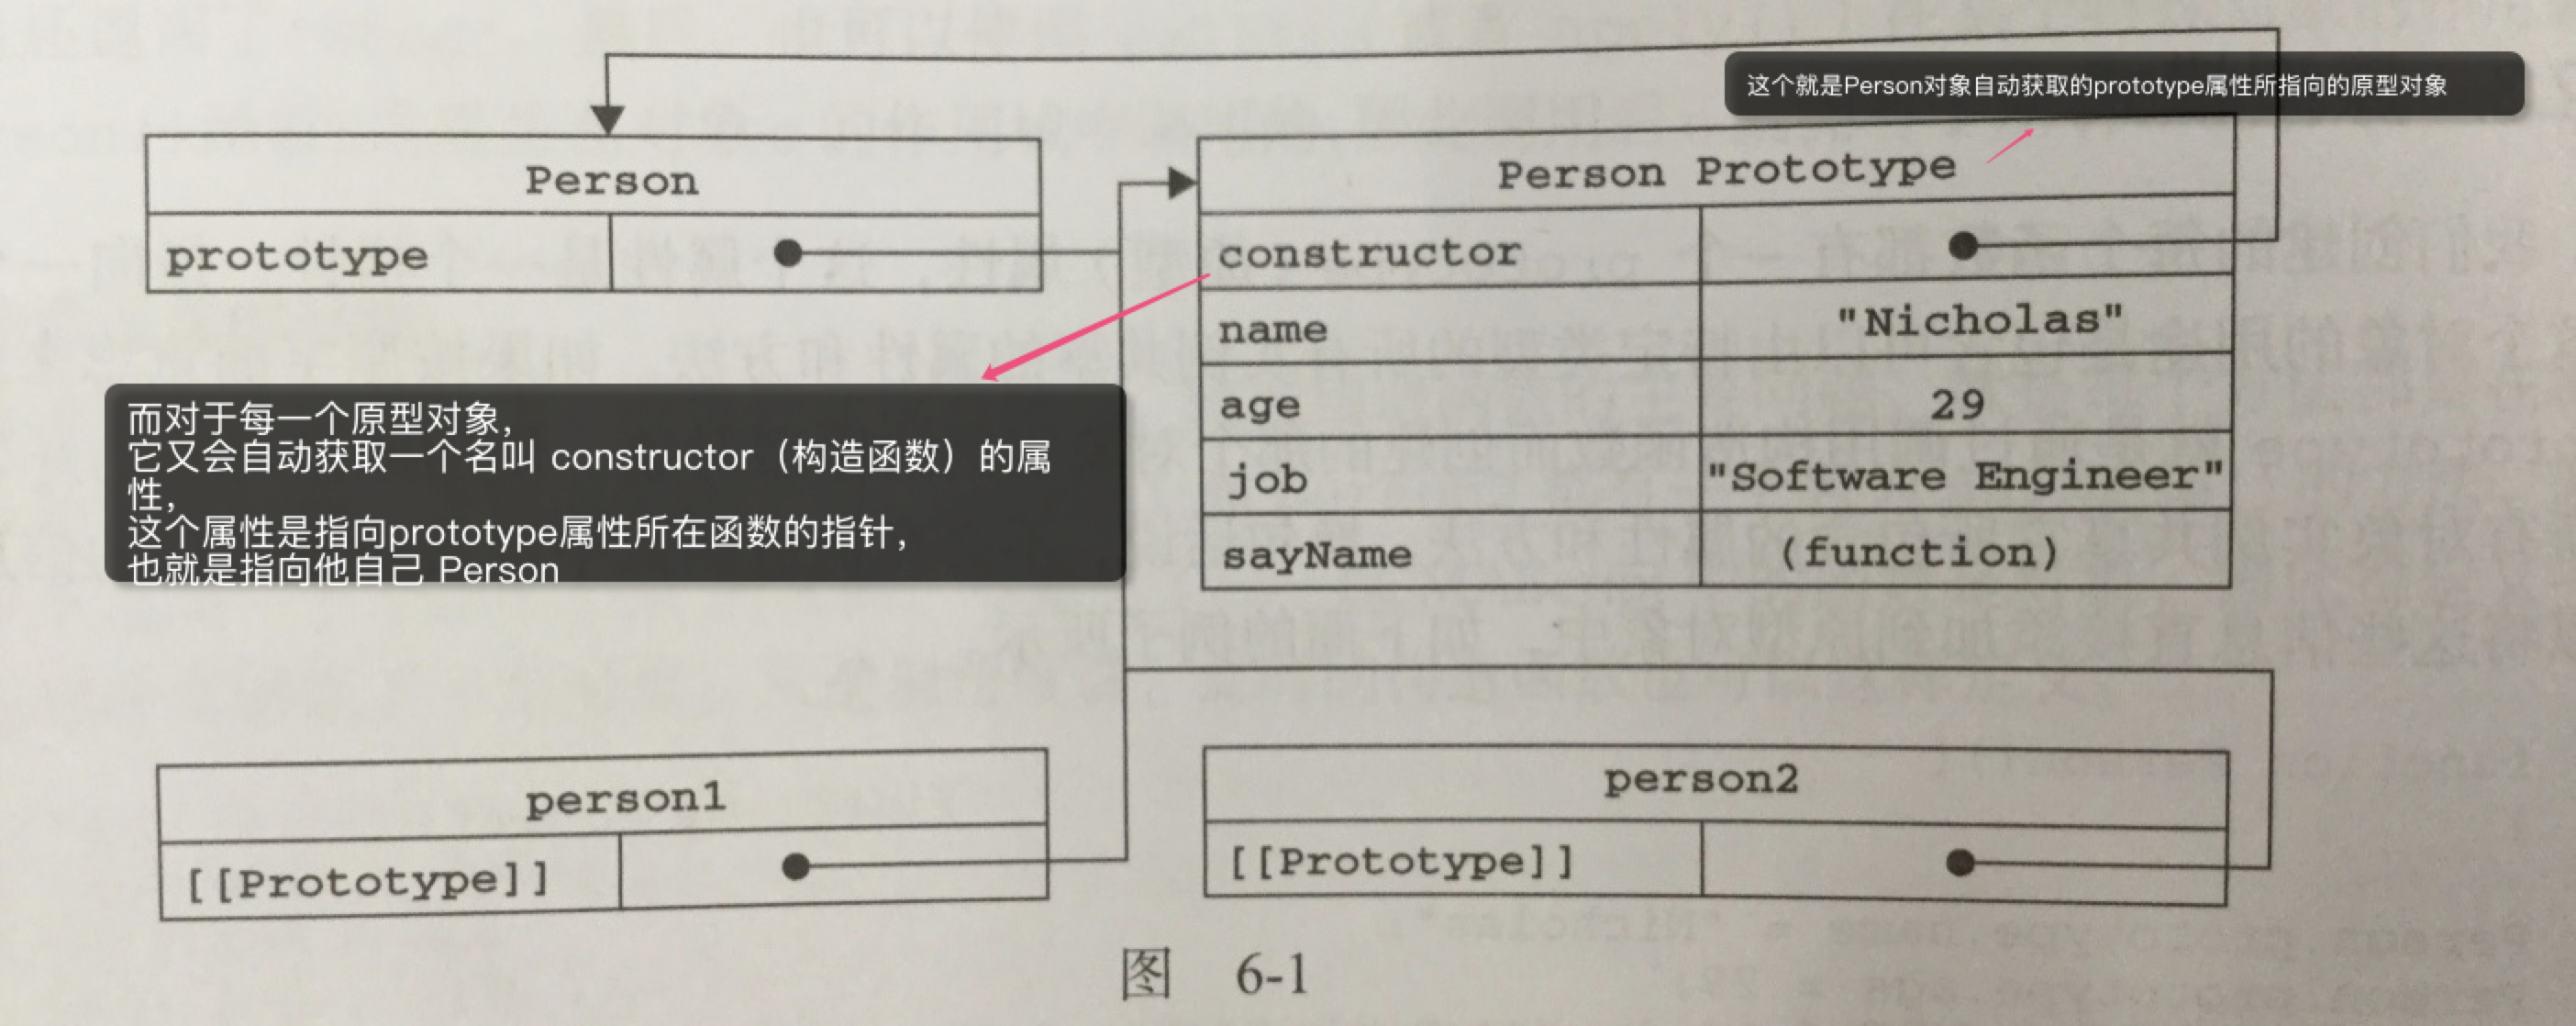 这个就是Person对象自动获取的prototype属性所指向的原型对象
Person
prototype
Person Prototype
constructor
name "Nicholas"
age 29
job "Software Engineer"
sayName (function)
而对于每一个原型对象，
它又会自动获取一个名叫 constructor（构造函数）的属
性，
这个属性是指向prototype属性所在函数的指针，
也就是指向他自己 Person
person1
[[Prototype]]
person2
[[Prototype]]
图 6-1